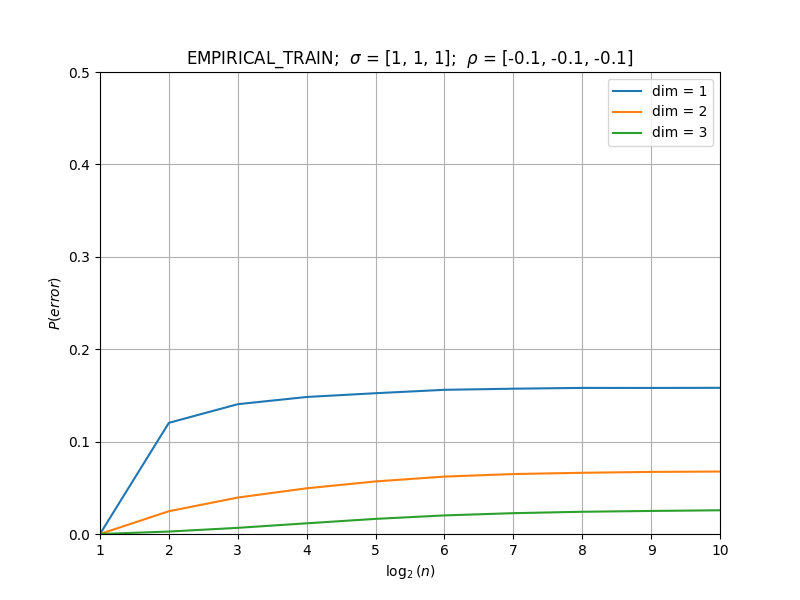 EMPIRICAL_TRAIN; σ = [1, 1, 1]; ρ = [-0.1, -0.1, -0.1]
dim = 1
dim = 2
dim = 3
0.5
0.4
0.3
0.2
0.1
0.0
P(error)
1 2 3 4 5 6 7 8 9 10
log₂(n)